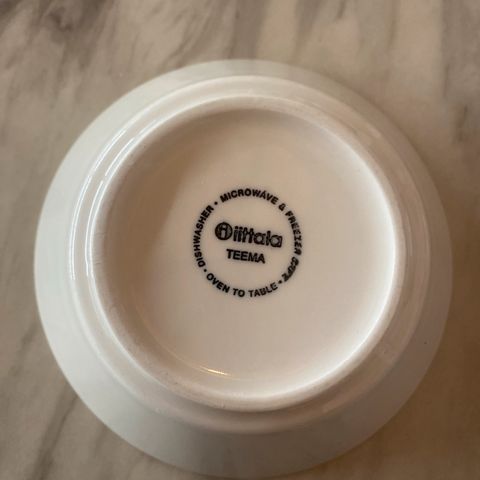 DISHWASHER • MICROWAVE & FREEZER SAFE • OVEN TO TABLE •
iittala
TEEMA